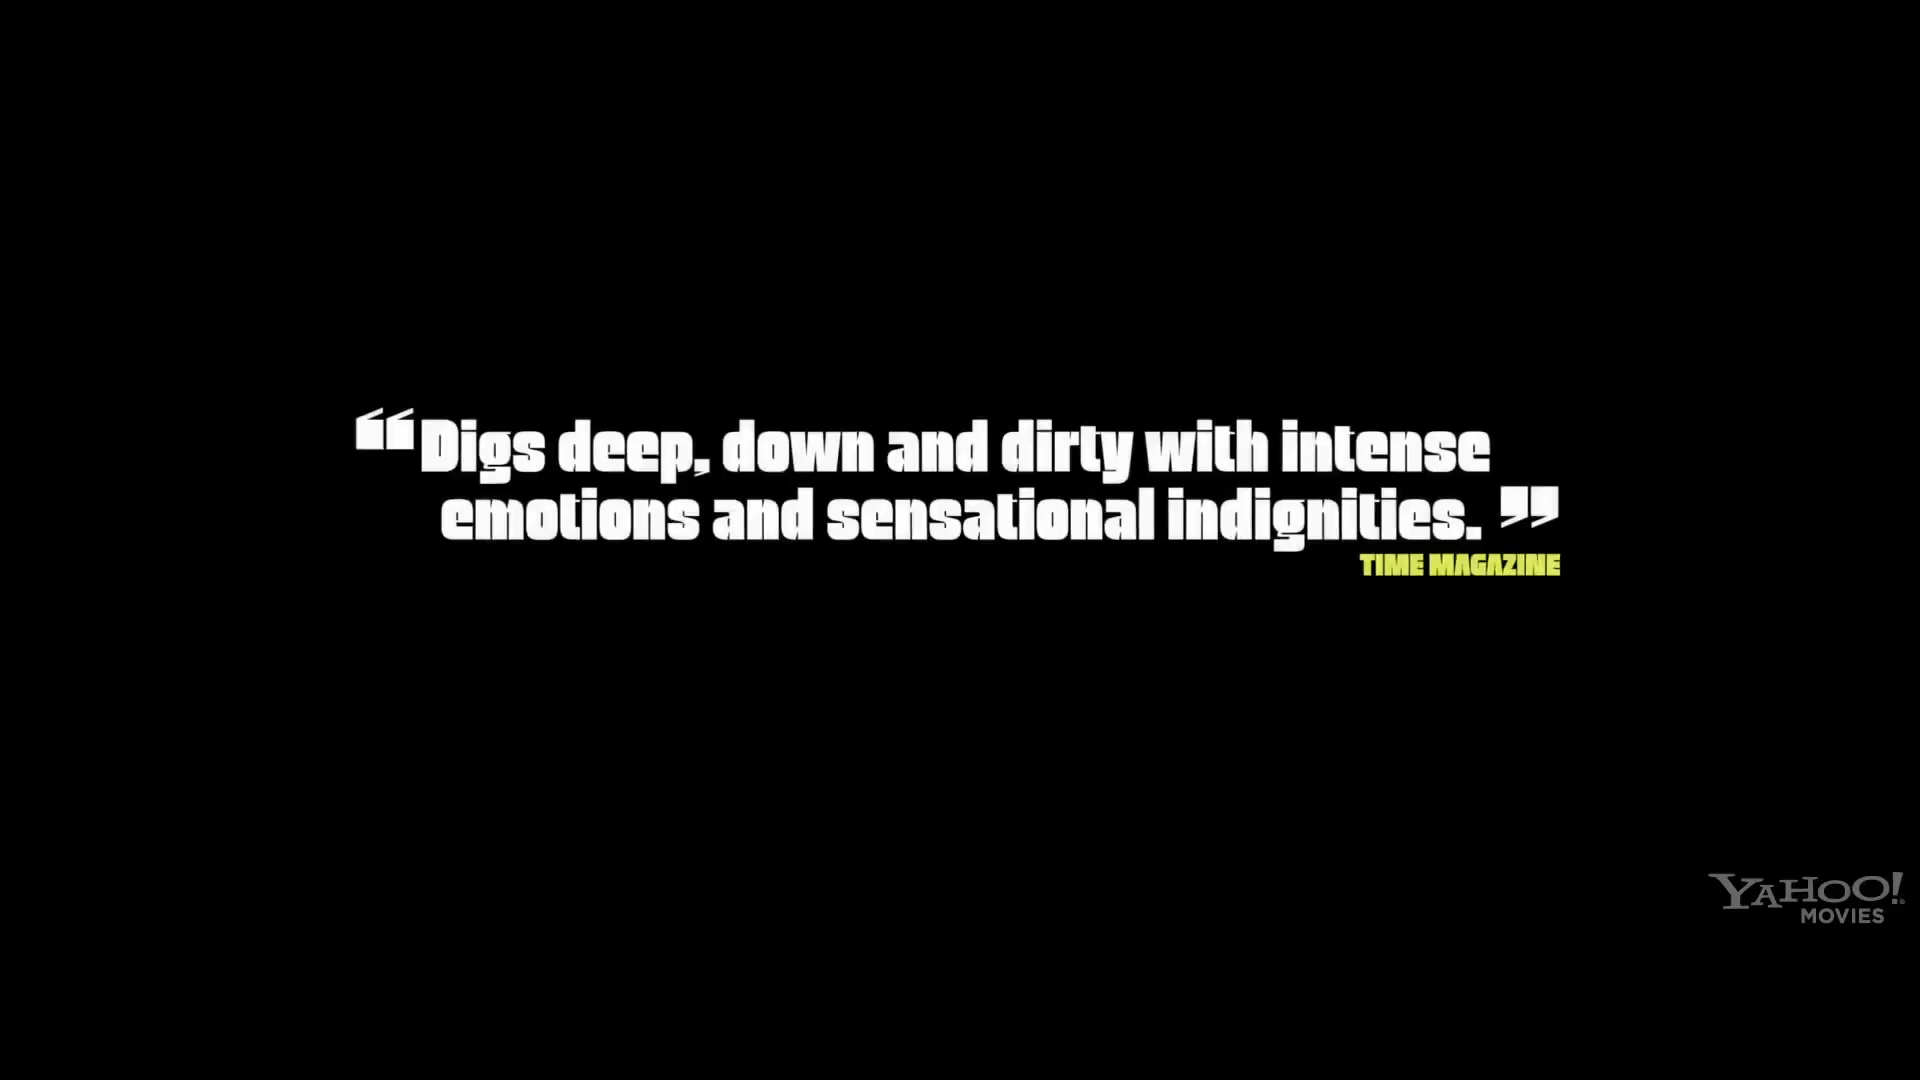 “Digs deep, down and dirty with intense
emotions and sensational indignities.”
TIME MAGAZINE
YAHOO!
MOVIES